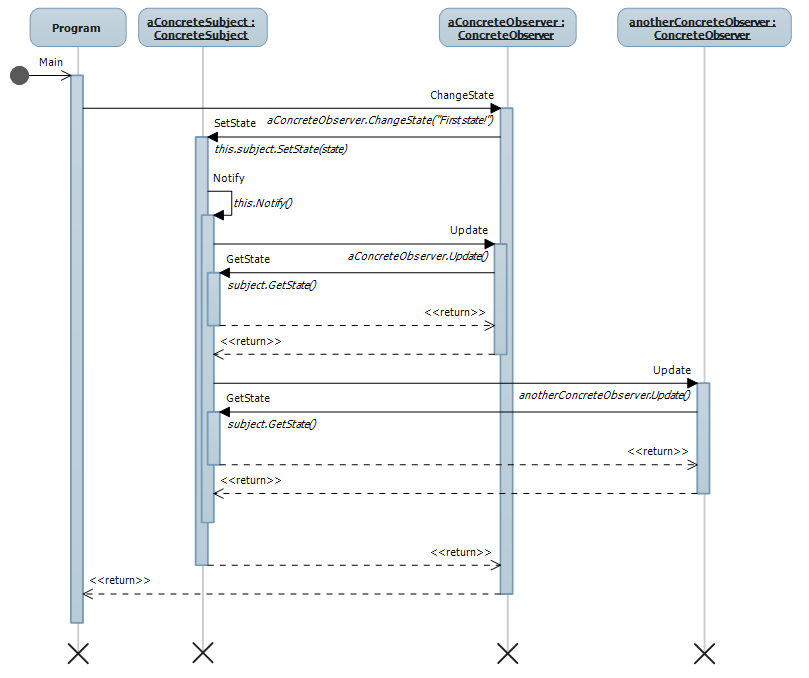 Program
aConcreteSubject :
ConcreteSubject
aConcreteObserver :
ConcreteObserver
anotherConcreteObserver :
ConcreteObserver
Main
ChangeState
aConcreteObserver.ChangeState("First state!")
SetState
this.subject.SetState(state)
Notify
this.Notify()
Update
aConcreteObserver.Update()
GetState
subject.GetState()
<<return>>
<<return>>
Update
anotherConcreteObserver.Update()
GetState
subject.GetState()
<<return>>
<<return>>
<<return>>
<<return>>